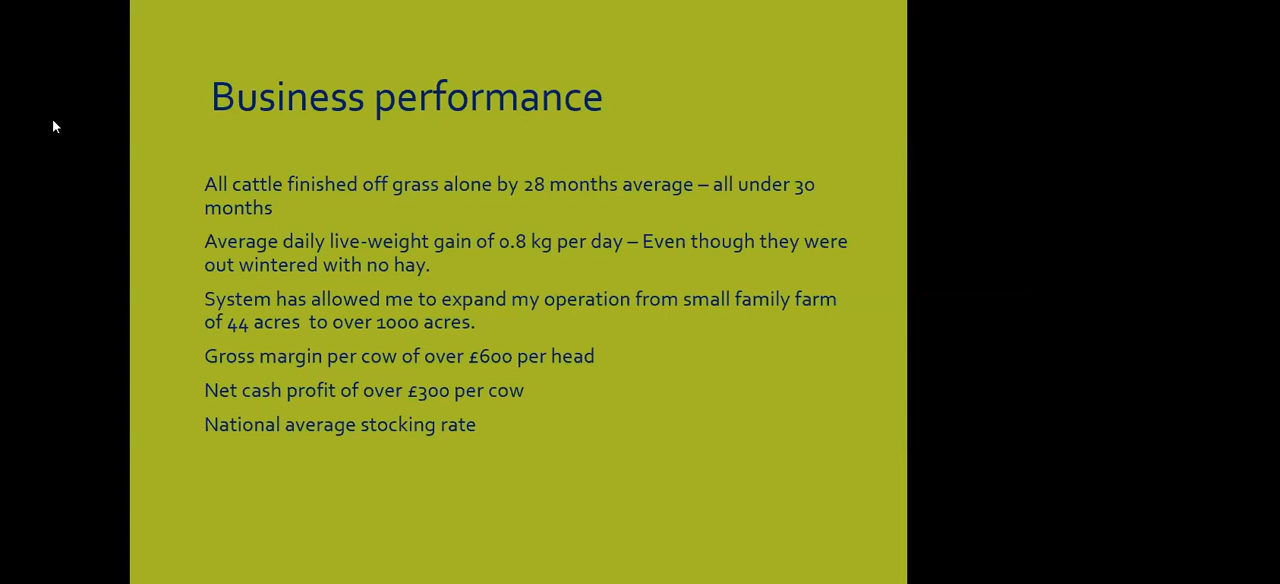 Business performance
All cattle finished off grass alone by 28 months average – all under 30
months
Average daily live-weight gain of 0.8 kg per day – Even though they were
out wintered with no hay.
System has allowed me to expand my operation from small family farm
of 44 acres  to over 1000 acres.
Gross margin per cow of over £600 per head
Net cash profit of over £300 per cow
National average stocking rate